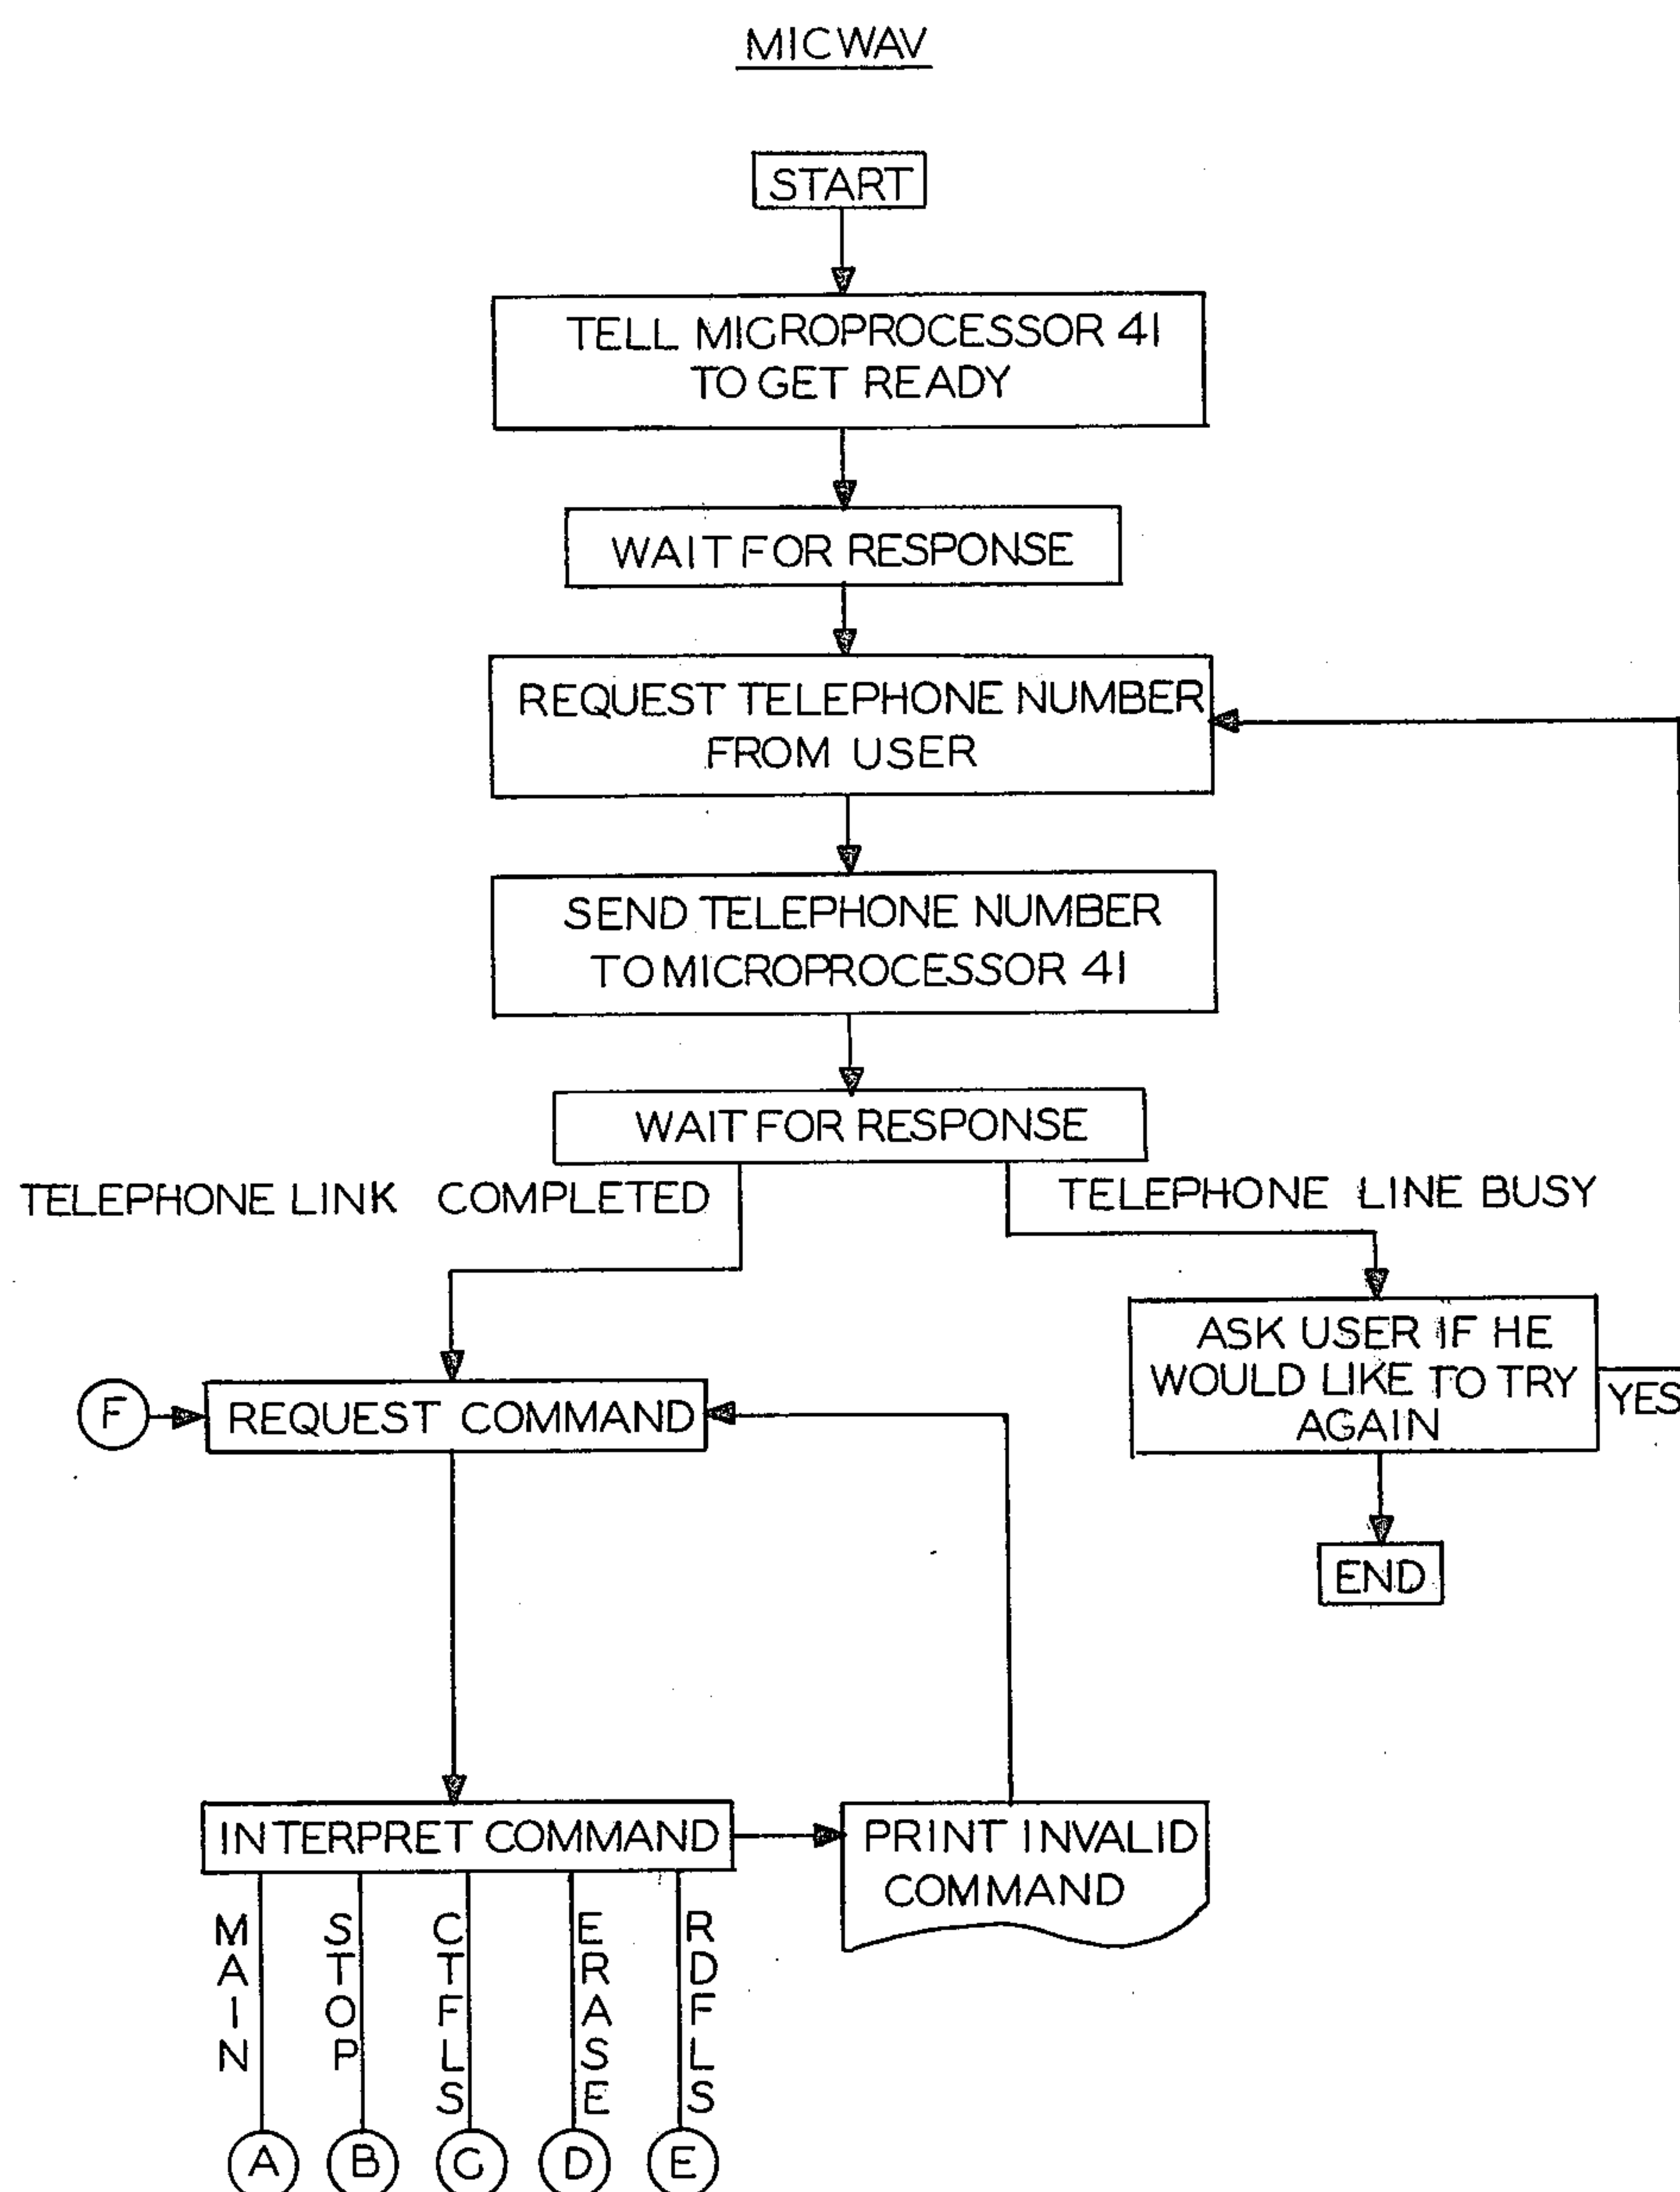 MICWAV
START
TELL MICROPROCESSOR 41
TO GET READY
WAIT FOR RESPONSE
REQUEST TELEPHONE NUMBER
FROM USER
SEND TELEPHONE NUMBER
TO MICROPROCESSOR 41
WAIT FOR RESPONSE
TELEPHONE LINK COMPLETED
TELEPHONE LINE BUSY
ASK USER IF HE
WOULD LIKE TO TRY
AGAIN
YES
F
REQUEST COMMAND
END
INTERPRET COMMAND
PRINT INVALID
COMMAND
MAIN
STOP
CTFLS
ERASE
RDFLS
A
B
C
D
E